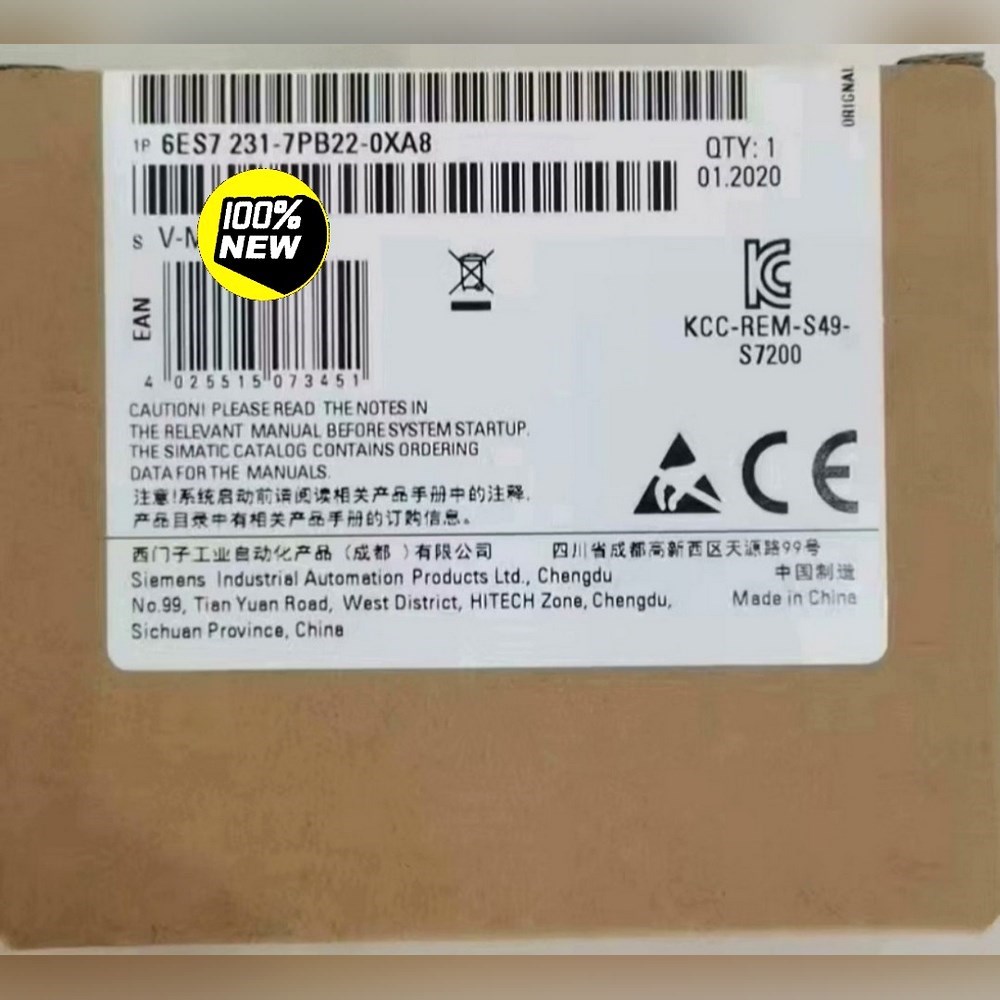 ORIGNAL
1P 6ES7 231-7PB22-0XA8
QTY: 1
01.2020
100%
NEW
S V-
EAN
4 025515 073451
KCC-REM-S49-
S7200
CAUTION! PLEASE READ THE NOTES IN
THE RELEVANT MANUAL BEFORE SYSTEM STARTUP.
THE SIMATIC CATALOG CONTAINS ORDERING
DATA FOR THE MANUALS.
注意!系统启动前请阅读相关产品手册中的注释.
产品目录中有相关产品手册的订购信息。
CE
西门子工业自动化产品(成都 )有限公司 四川省成都高新西区天源路99号
Siemens Industrial Automation Products Ltd., Chengdu 中国制造
No.99, Tian Yuan Road, West District, HITECH Zone, Chengdu, Made in China
Sichuan Province, China